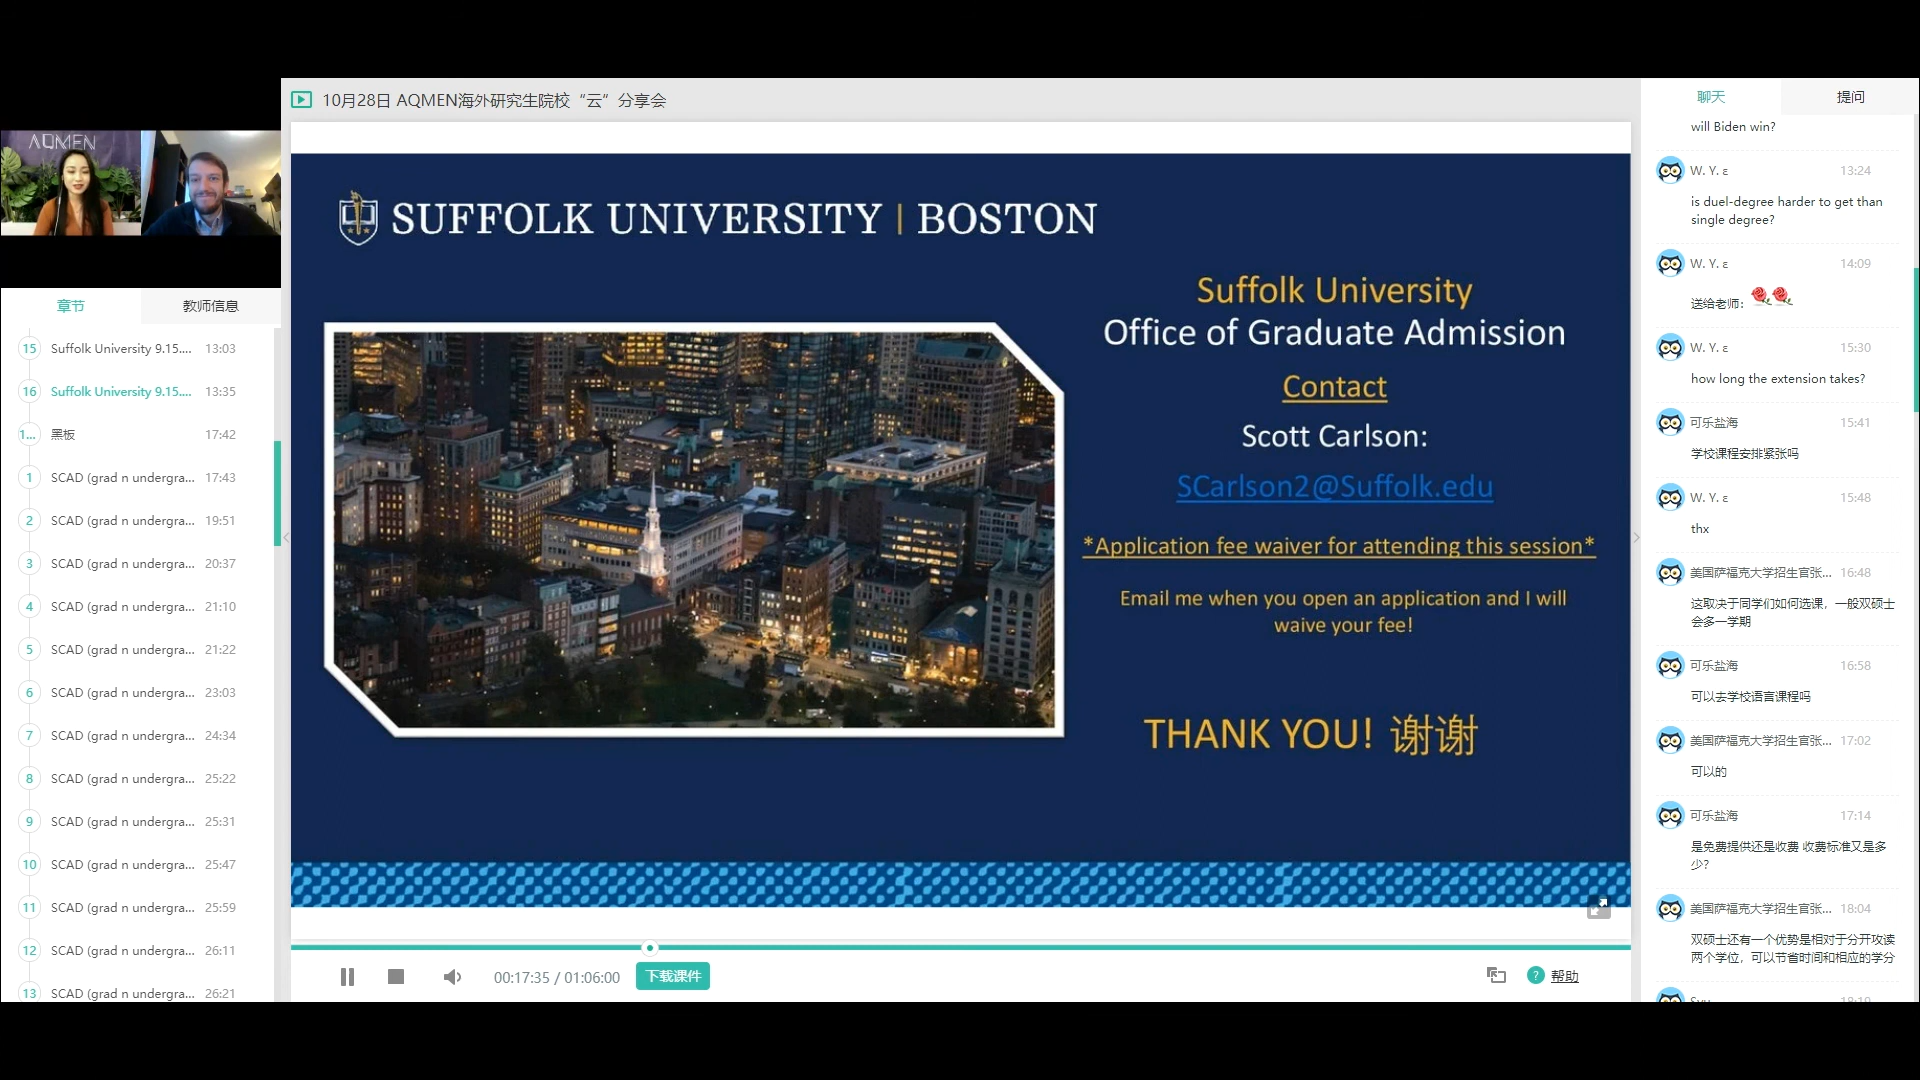 10月28日 AQMEN海外研究生院校“云”分享会
AQMEN
章节
教师信息
15 Suffolk University 9.15.... 13:03
16 Suffolk University 9.15.... 13:35
1... 黑板 17:42
1 SCAD (grad n undergra... 17:43
2 SCAD (grad n undergra... 19:51
3 SCAD (grad n undergra... 20:37
4 SCAD (grad n undergra... 21:10
5 SCAD (grad n undergra... 21:22
6 SCAD (grad n undergra... 23:03
7 SCAD (grad n undergra... 24:34
8 SCAD (grad n undergra... 25:22
9 SCAD (grad n undergra... 25:31
10 SCAD (grad n undergra... 25:47
11 SCAD (grad n undergra... 25:59
12 SCAD (grad n undergra... 26:11
13 SCAD (grad n undergra... 26:21
SUFFOLK UNIVERSITY | BOSTON
Suffolk University
Office of Graduate Admission
Contact
Scott Carlson:
SCarlson2@Suffolk.edu
*Application fee waiver for attending this session*
Email me when you open an application and I will
waive your fee!
THANK YOU! 谢谢
00:17:35 / 01:06:00
下载课件
? 帮助
聊天
提问
will Biden win?
W. Y. ε 13:24
is duel-degree harder to get than
single degree?
W. Y. ε 14:09
送给老师：
W. Y. ε 15:30
how long the extension takes?
可乐盐海 15:41
学校课程安排紧张吗
W. Y. ε 15:48
thx
美国萨福克大学招生官张... 16:48
这取决于同学们如何选课，一般双硕士
会多一学期
可乐盐海 16:58
可以去学校语言课程吗
美国萨福克大学招生官张... 17:02
可以的
可乐盐海 17:14
是免费提供还是收费 收费标准又是多
少？
美国萨福克大学招生官张... 18:04
双硕士还有一个优势是相对于分开攻读
两个学位，可以节省时间和相应的学分